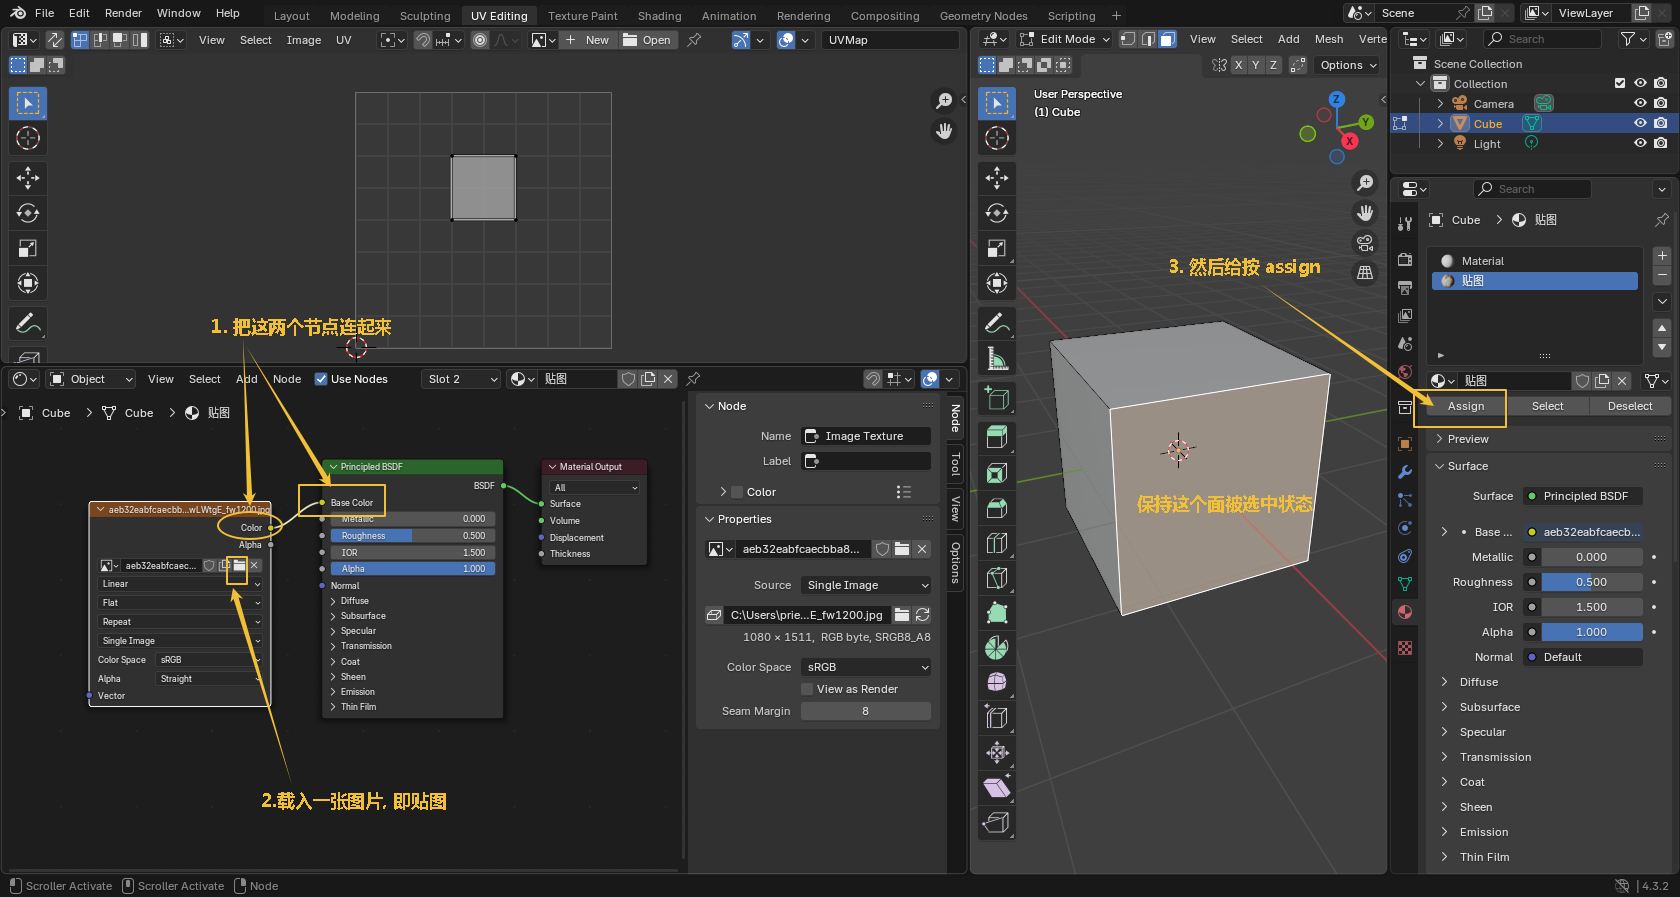 File Edit Render Window Help
Layout Modeling Sculpting UV Editing Texture Paint Shading Animation Rendering Compositing Geometry Nodes Scripting +
Scene ViewLayer
View Select Image UV
New Open
UVMap
Edit Mode View Select Add Mesh Verte
X Y Z Options
User Perspective
(1) Cube
Z Y X
Search
Scene Collection
Collection
Camera
Cube
Light
Search
Cube > 贴图
Material
贴图
贴图
Assign Select Deselect
Preview
Surface
Surface Principled BSDF
Base ... aeb32eabfcaecb...
Metallic 0.000
Roughness 0.500
IOR 1.500
Alpha 1.000
Normal Default
Diffuse
Subsurface
Specular
Transmission
Coat
Sheen
Emission
Thin Film
1. 把这两个节点连起来
3. 然后给按 assign
保持这个面被选中状态
2.载入一张图片, 即贴图
Object View Select Add Node Use Nodes Slot 2 贴图
Cube > Cube > 贴图
aeb32eabfcaecbb...wLWtgE_fw1200.jpg
Color
Alpha
aeb32eabfcaec...
Linear
Flat
Repeat
Single Image
Color Space sRGB
Alpha Straight
Vector
Principled BSDF
BSDF
Base Color
Metallic 0.000
Roughness 0.500
IOR 1.500
Alpha 1.000
Normal
Diffuse
Subsurface
Specular
Transmission
Coat
Sheen
Emission
Thin Film
Material Output
All
Surface
Volume
Displacement
Thickness
Node
Name Image Texture
Label
Color
Properties
aeb32eabfcaecbba8...
Source Single Image
C:\Users\prie...E_fw1200.jpg
1080 × 1511, RGB byte, SRGB8_A8
Color Space sRGB
View as Render
Seam Margin 8
Node
Tool
View
Options
Scroller Activate Scroller Activate Node
4.3.2